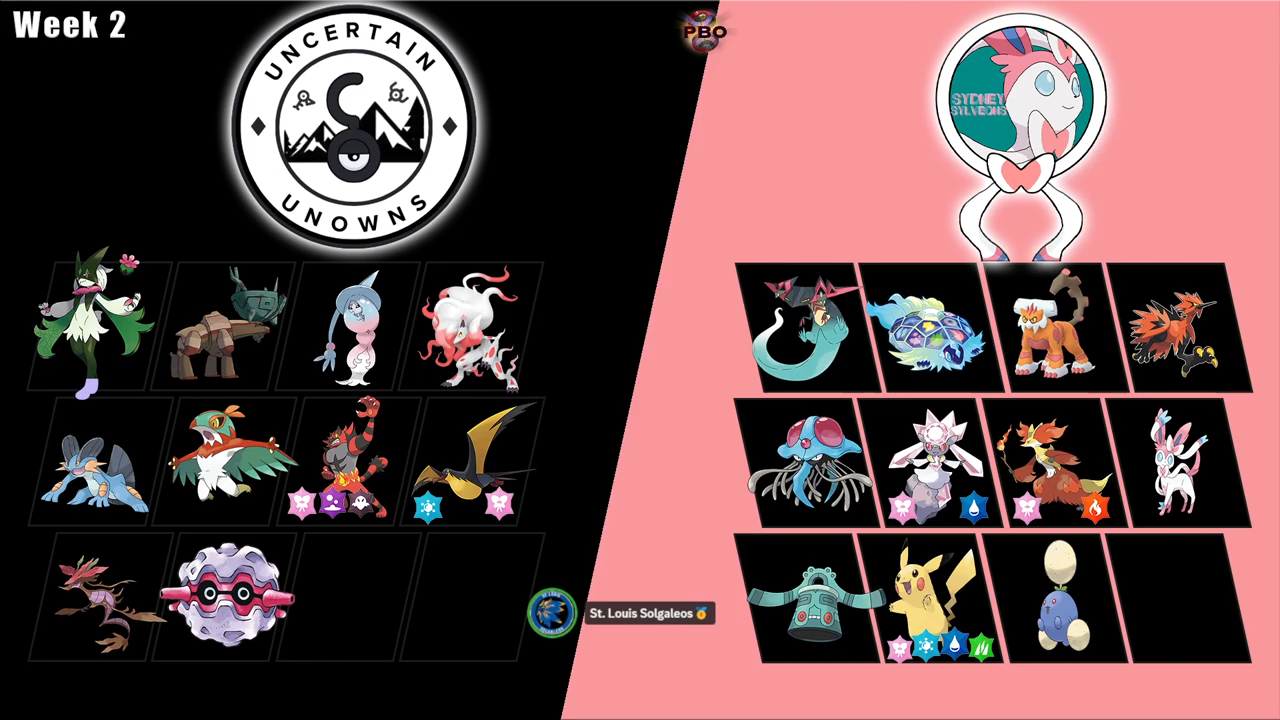 Week 2
UNCERTAIN
UNOWNS
PBO
SYDNEY
SYLVEONS
St. Louis Solgaleos🥇